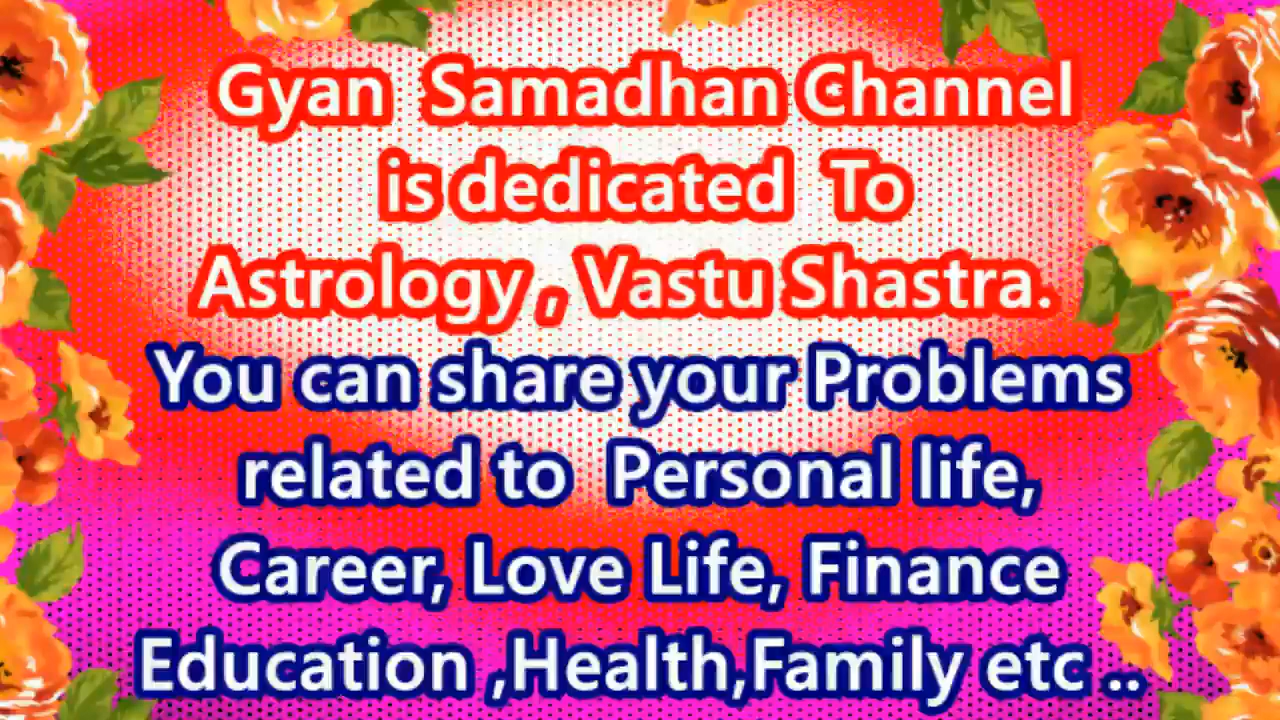 Gyan Samadhan Channel
is dedicated To
Astrology , Vastu Shastra.
You can share your Problems
related to Personal life,
Career, Love Life, Finance
Education ,Health,Family etc ..